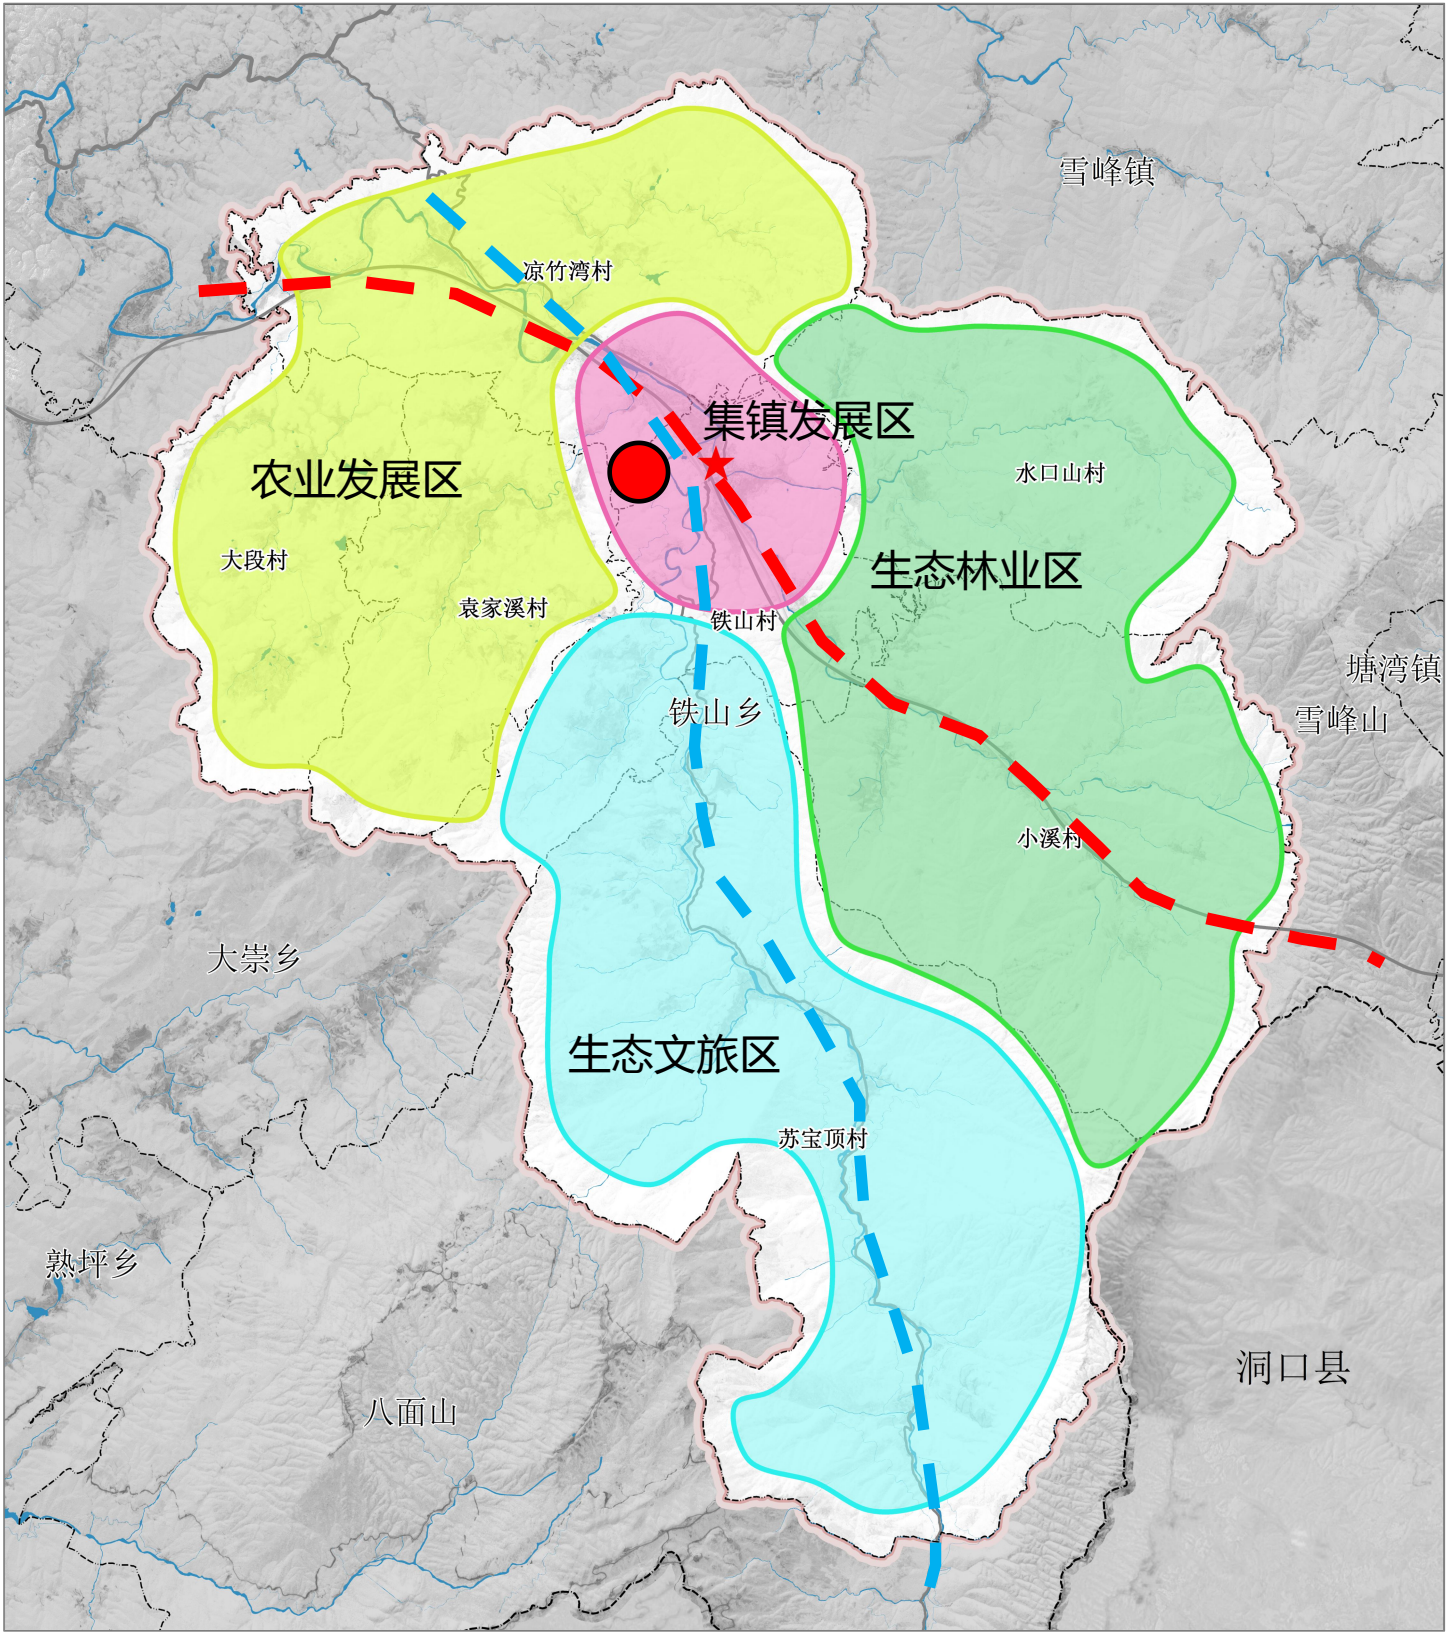 雪峰镇
凉竹湾村
集镇发展区
农业发展区
水口山村
大段村
生态林业区
袁家溪村
铁山村
塘湾镇
铁山乡
雪峰山
小溪村
大崇乡
生态文旅区
苏宝顶村
熟坪乡
洞口县
八面山